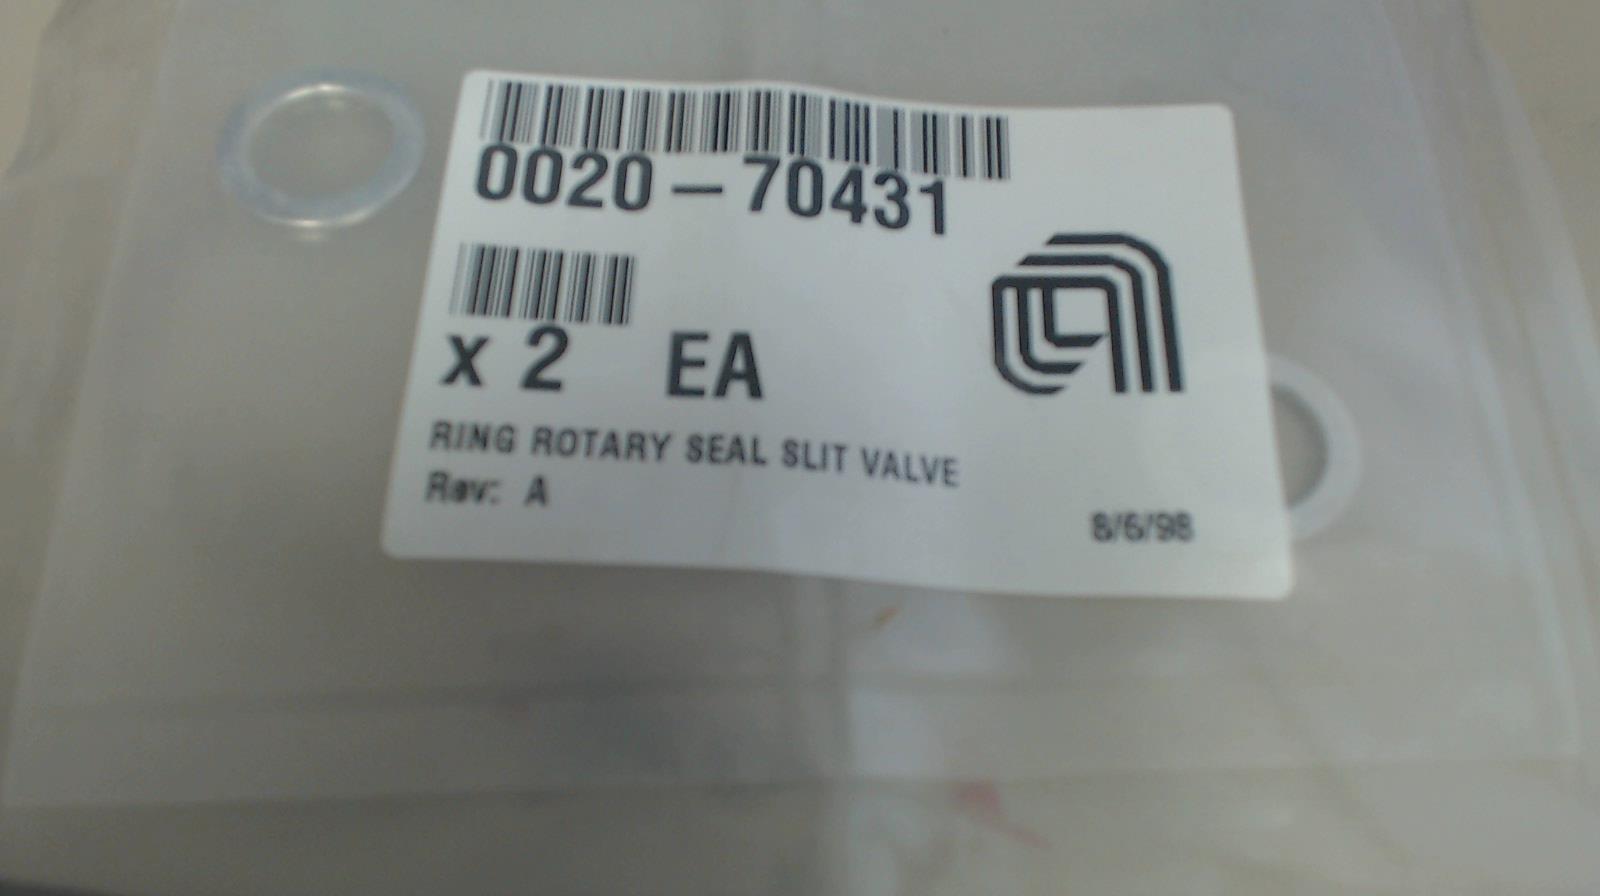 0020-70431
x 2 EA
RING ROTARY SEAL SLIT VALVE
Rev: A
8/6/98